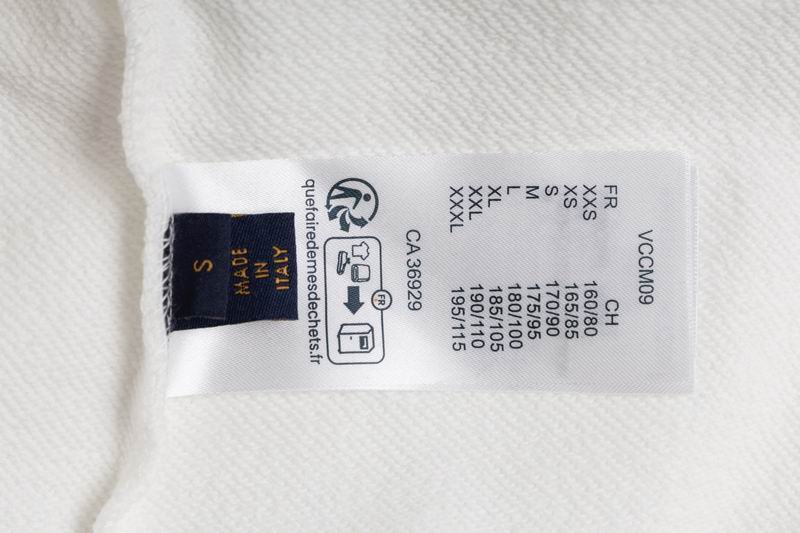 VCCM09
FR CH
XXS 160/80
XS 165/85
S 170/90
M 175/95
L 180/100
XL 185/105
XXL 190/110
XXXL 195/115
CA 36929
FR
quefairedemesdechets.fr
S
MADE
IN
ITALY